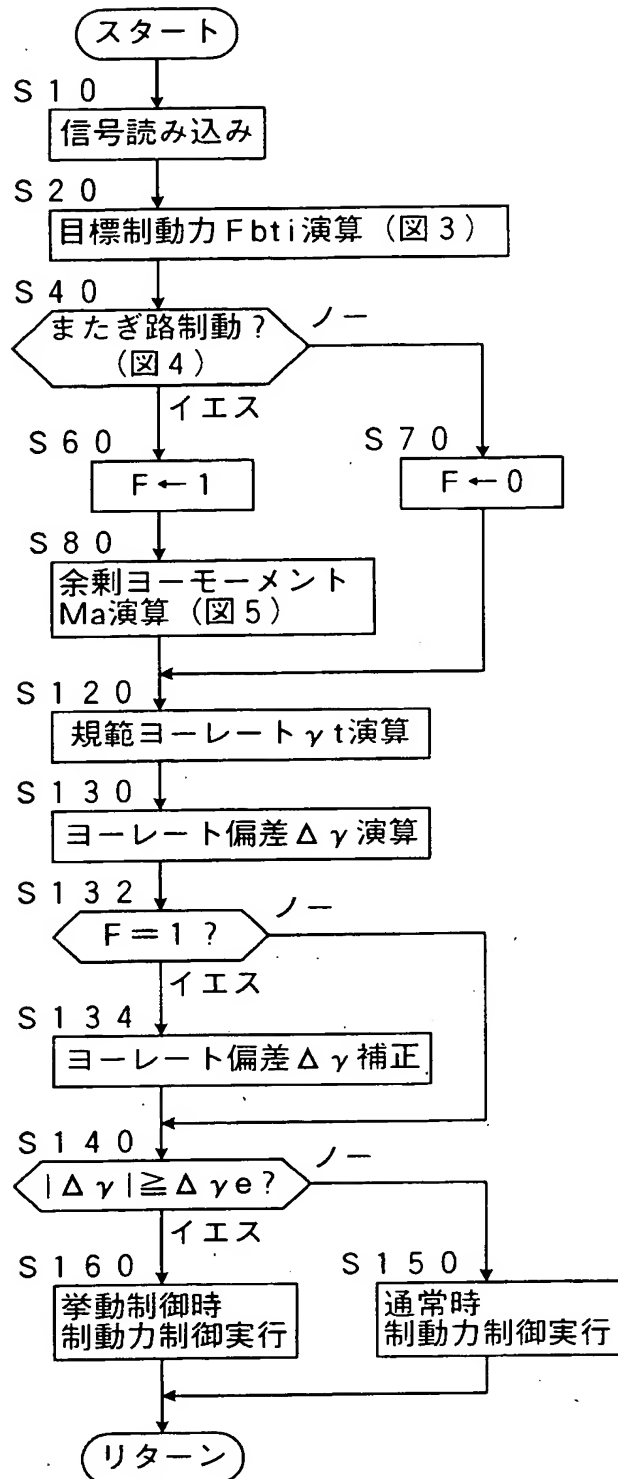 スタート
S10
信号読み込み
S20
目標制動力Fbti演算（図3）
S40
またぎ路制動？
（図4）
ノー
イエス
S60
F←1
S70
F←0
S80
余剰ヨーモーメント
Ma演算（図5）
S120
規範ヨーレートγt演算
S130
ヨーレート偏差Δγ演算
S132
F＝1？
ノー
イエス
S134
ヨーレート偏差Δγ補正
S140
|Δγ|≧Δγe？
ノー
イエス
S160
挙動制御時
制動力制御実行
S150
通常時
制動力制御実行
リターン